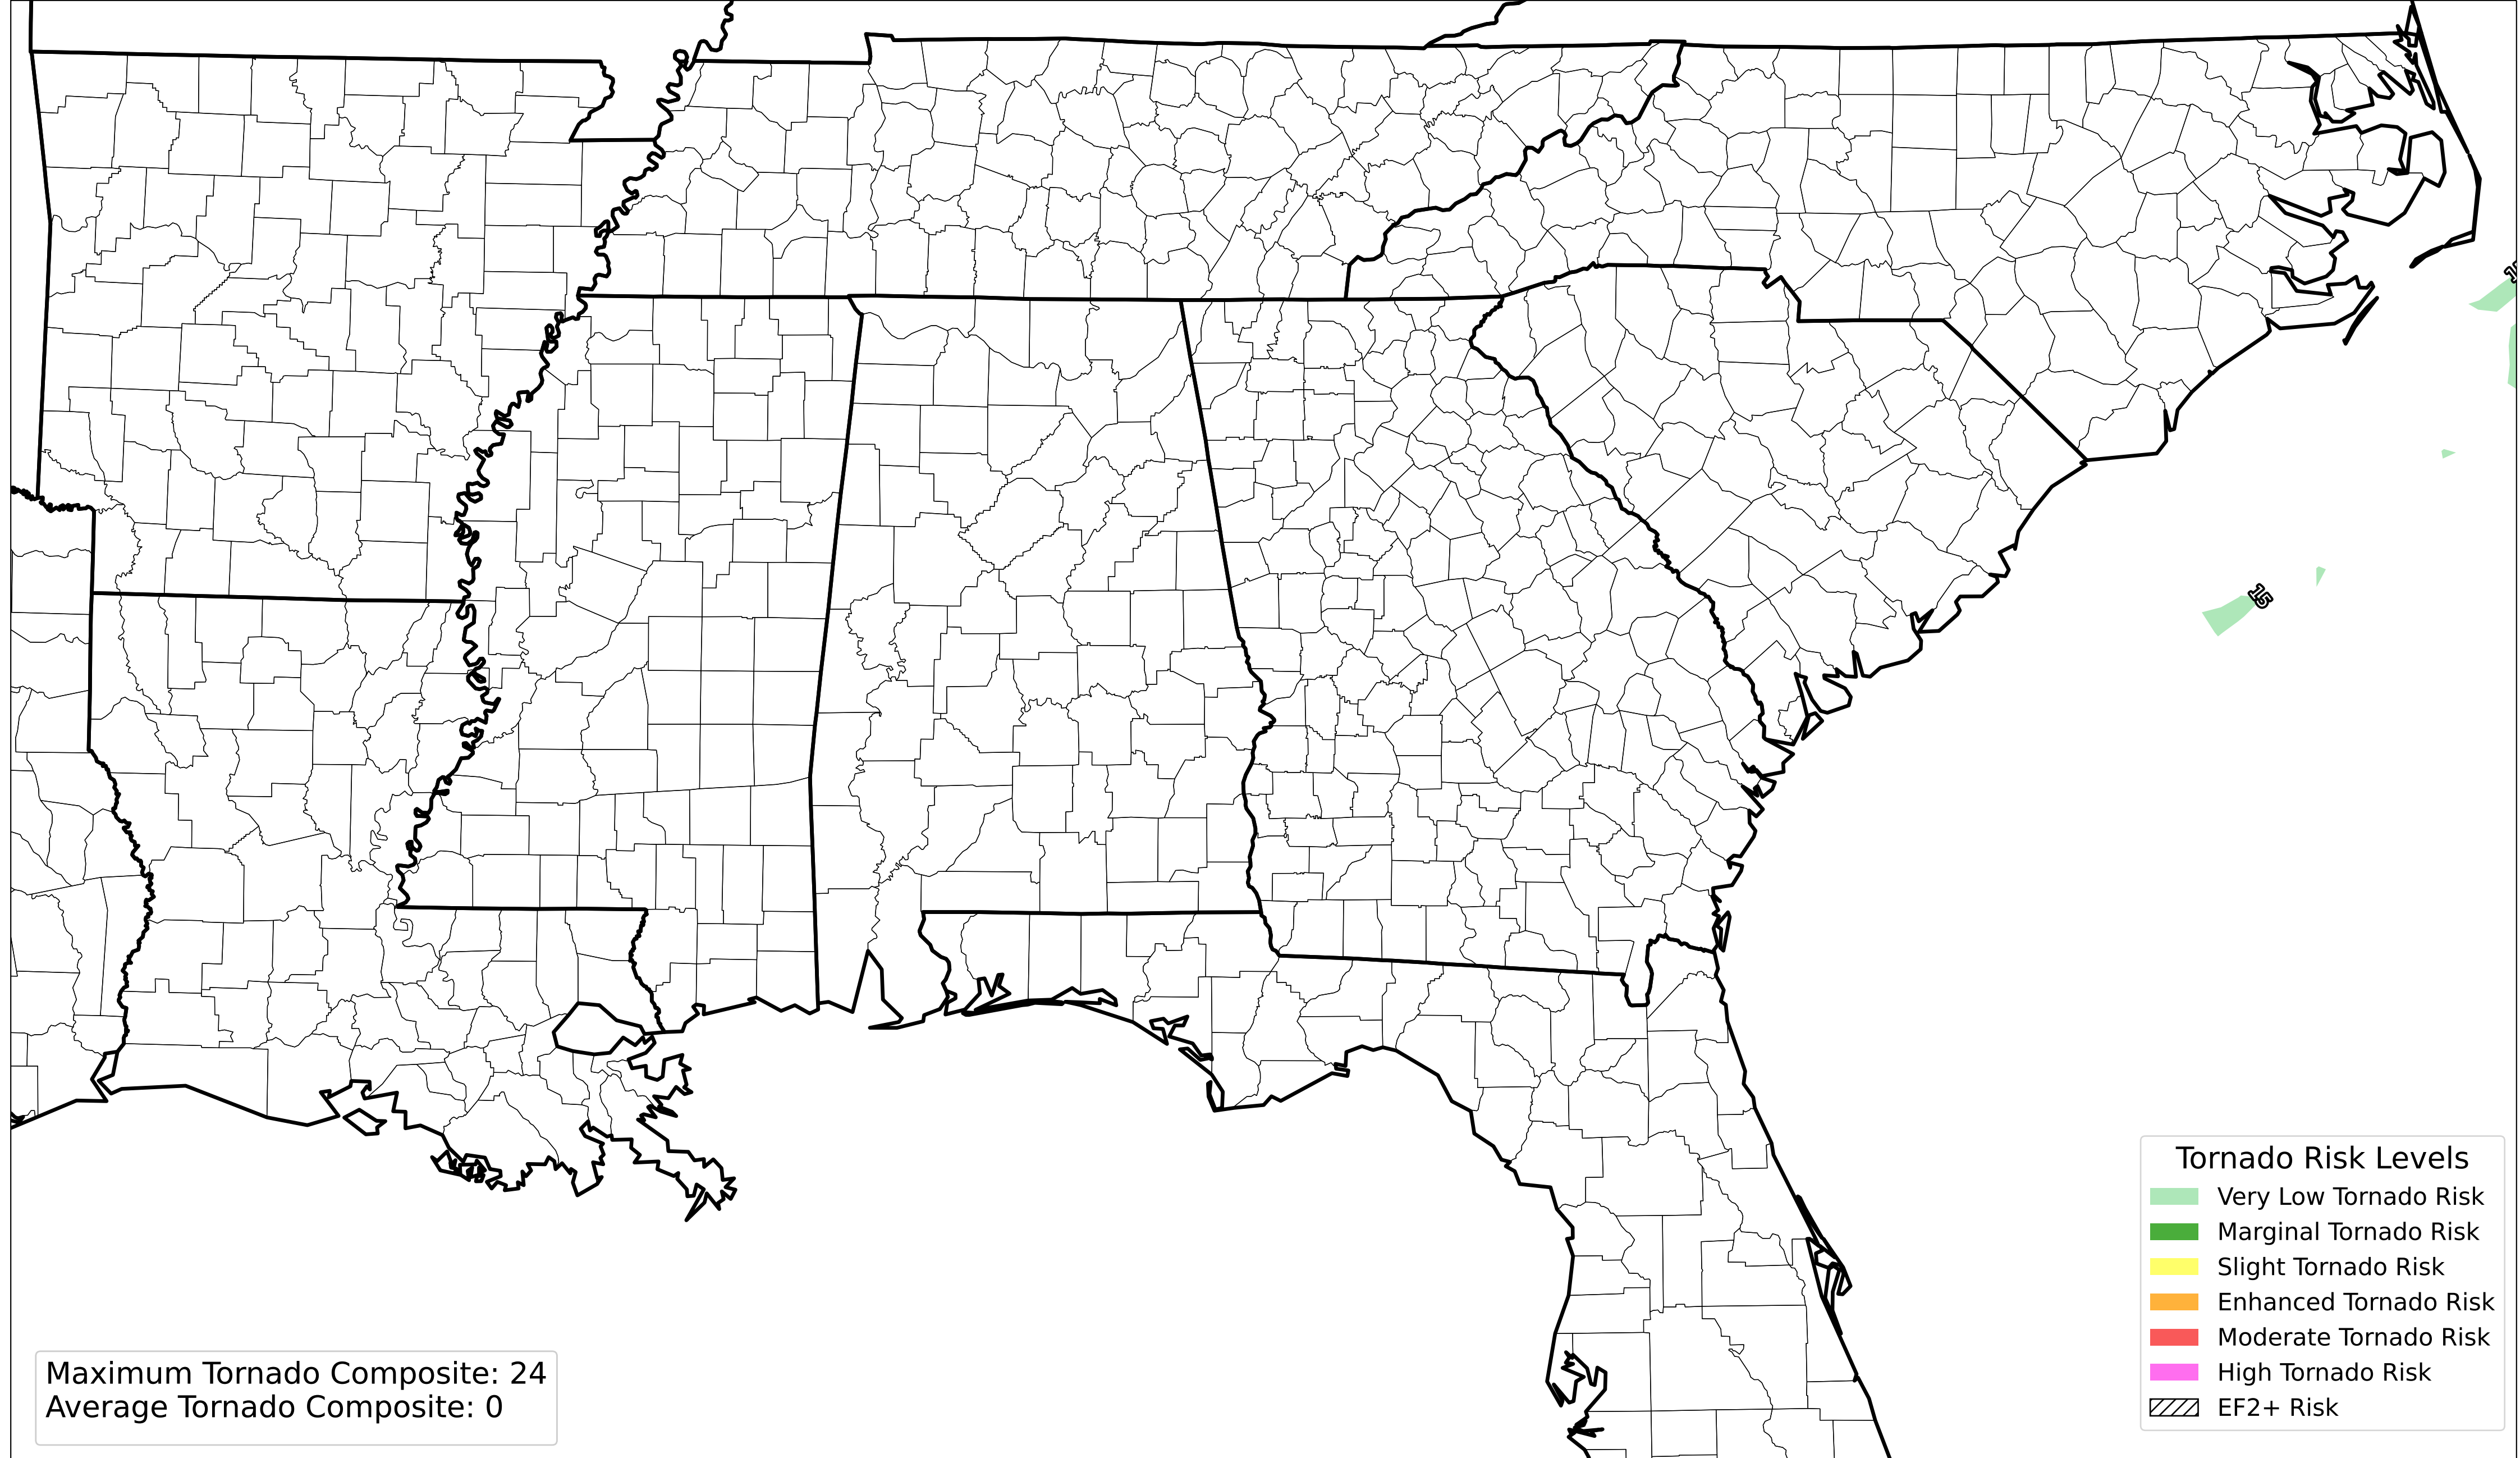 15
Tornado Risk Levels
Very Low Tornado Risk
Marginal Tornado Risk
Slight Tornado Risk
Enhanced Tornado Risk
Moderate Tornado Risk
High Tornado Risk
EF2+ Risk
Maximum Tornado Composite: 24
Average Tornado Composite: 0